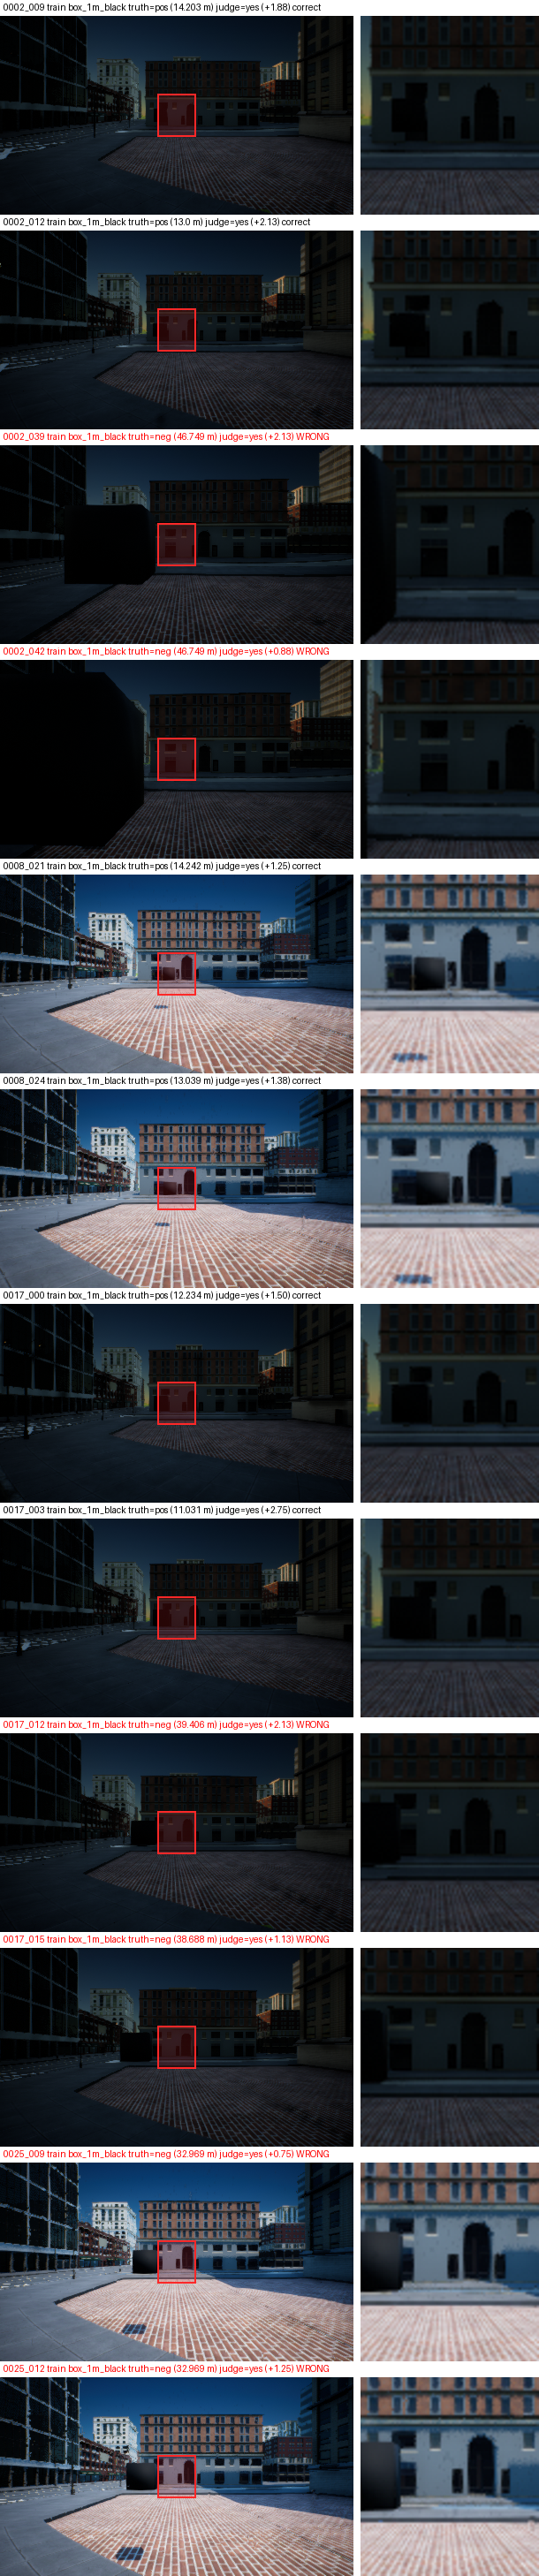 0002_009 train box_1m_black truth=pos (14.203 m) judge=yes (+1.88) correct
0002_012 train box_1m_black truth=pos (13.0 m) judge=yes (+2.13) correct
0002_039 train box_1m_black truth=neg (46.749 m) judge=yes (+2.13) WRONG
0002_042 train box_1m_black truth=neg (46.749 m) judge=yes (+0.88) WRONG
0008_021 train box_1m_black truth=pos (14.242 m) judge=yes (+1.25) correct
0008_024 train box_1m_black truth=pos (13.039 m) judge=yes (+1.38) correct
0017_000 train box_1m_black truth=pos (12.234 m) judge=yes (+1.50) correct
0017_003 train box_1m_black truth=pos (11.031 m) judge=yes (+2.75) correct
0017_012 train box_1m_black truth=neg (39.406 m) judge=yes (+2.13) WRONG
0017_015 train box_1m_black truth=neg (38.688 m) judge=yes (+1.13) WRONG
0025_009 train box_1m_black truth=neg (32.969 m) judge=yes (+0.75) WRONG
0025_012 train box_1m_black truth=neg (32.969 m) judge=yes (+1.25) WRONG